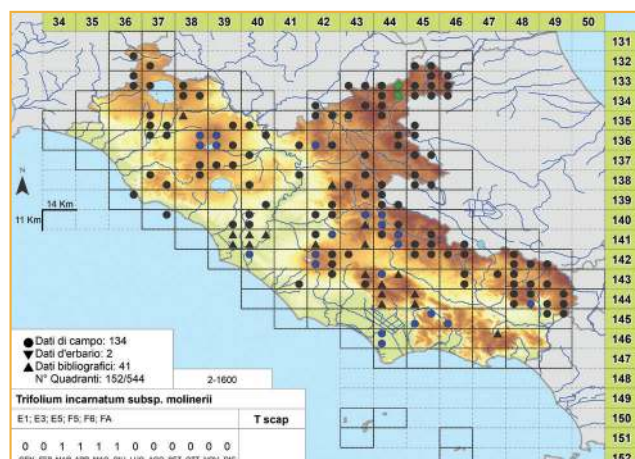 34 35 36 37 38 39 40 41 42 43 44 45 46 47 48 49 50
131
132
133
134
135
136
137
138
139
140
141
142
143
144
145
146
147
148
149
150
151
152
N
14 Km
11 Km
Dati di campo: 134
Dati d'erbario: 2
Dati bibliografici: 41
N° Quadranti: 152/544
2-1600
Trifolium incarnatum subsp. molinerii
E1; E3; E5; F5; F6; FA
T scap
0 0 1 1 1 1 0 0 0 0 0 0